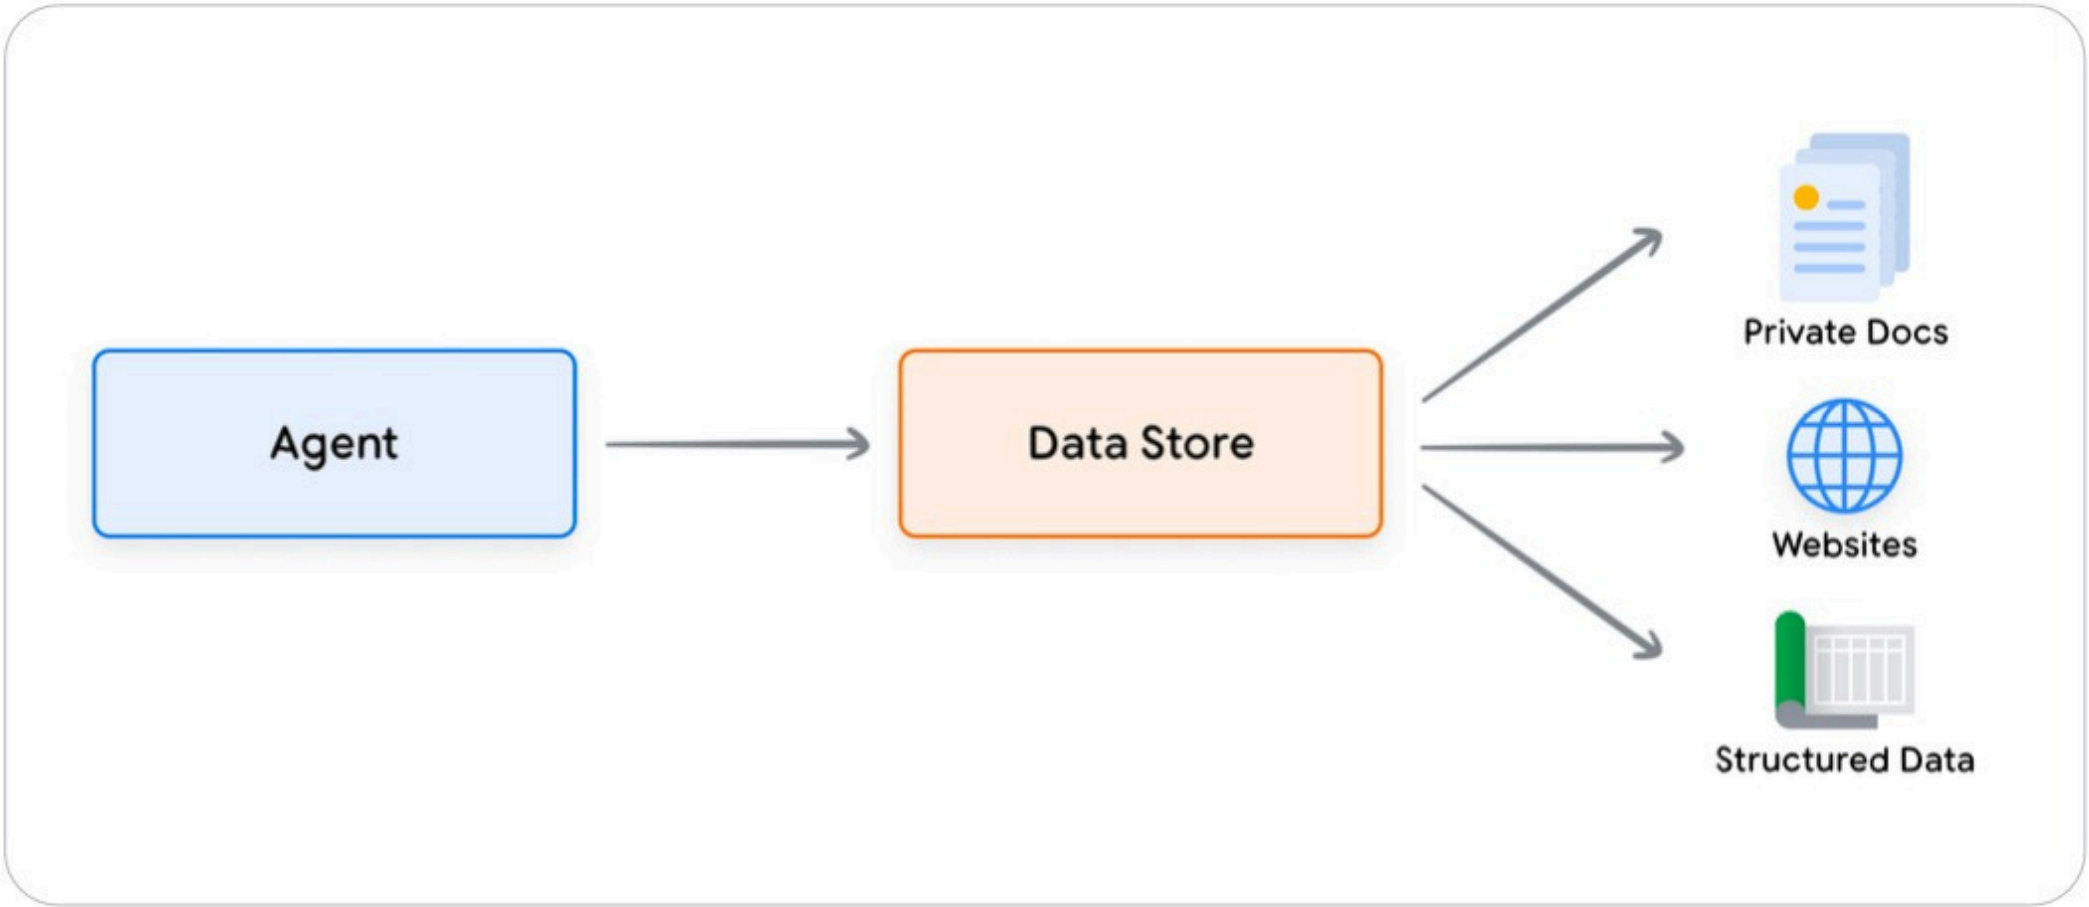 Agent
Data Store
Private Docs
Websites
Structured Data